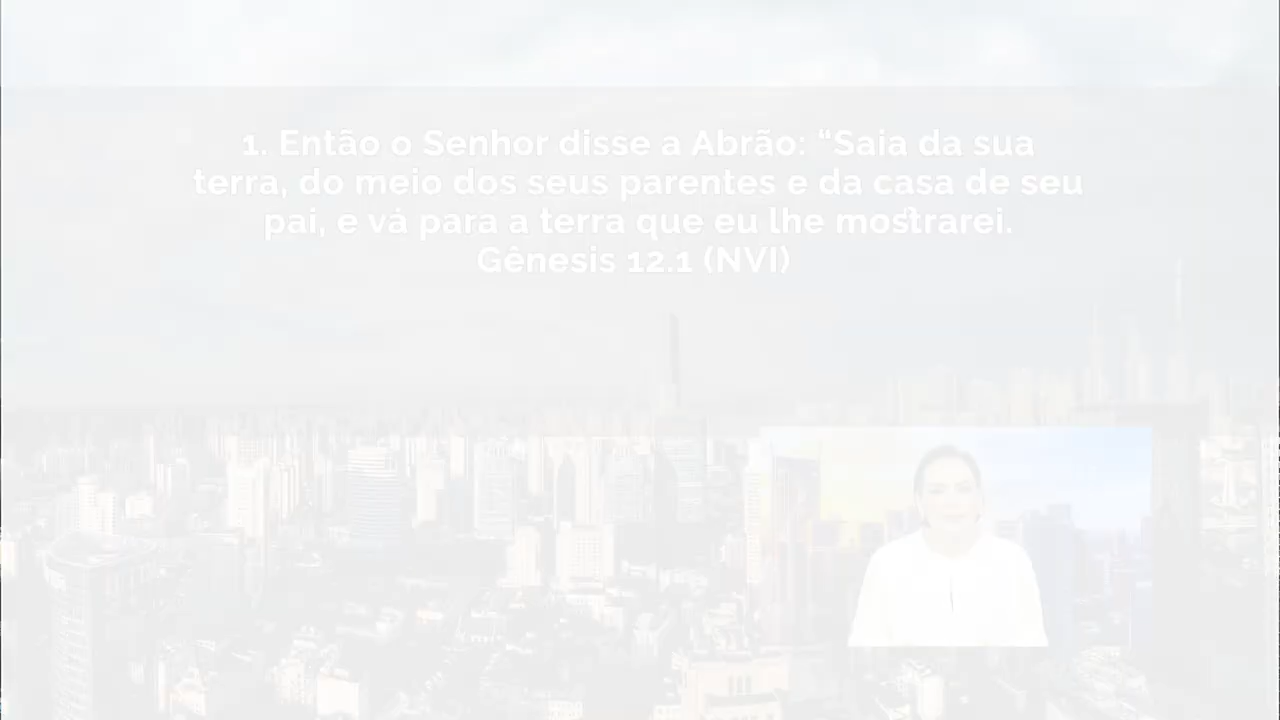 1. Então o Senhor disse a Abrão: “Saia da sua
terra, do meio dos seus parentes e da casa de seu
pai, e vá para a terra que eu lhe mostrarei.
Gênesis 12.1 (NVI)